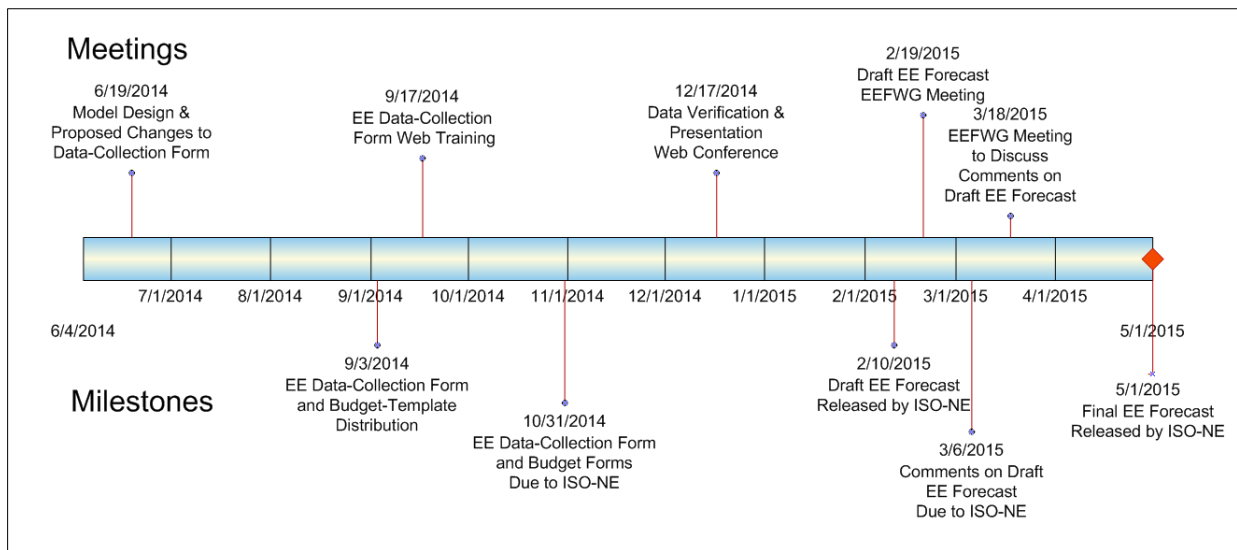 Meetings
6/19/2014
Model Design &
Proposed Changes to
Data-Collection Form
9/17/2014
EE Data-Collection
Form Web Training
12/17/2014
Data Verification &
Presentation
Web Conference
2/19/2015
Draft EE Forecast
EEFWG Meeting
3/18/2015
EEFWG Meeting
to Discuss
Comments on
Draft EE Forecast
7/1/2014
8/1/2014
9/1/2014
10/1/2014
11/1/2014
12/1/2014
1/1/2015
2/1/2015
3/1/2015
4/1/2015
6/4/2014
5/1/2015
Milestones
9/3/2014
EE Data-Collection Form
and Budget-Template
Distribution
10/31/2014
EE Data-Collection Form
and Budget Forms
Due to ISO-NE
2/10/2015
Draft EE Forecast
Released by ISO-NE
3/6/2015
Comments on Draft
EE Forecast
Due to ISO-NE
5/1/2015
Final EE Forecast
Released by ISO-NE